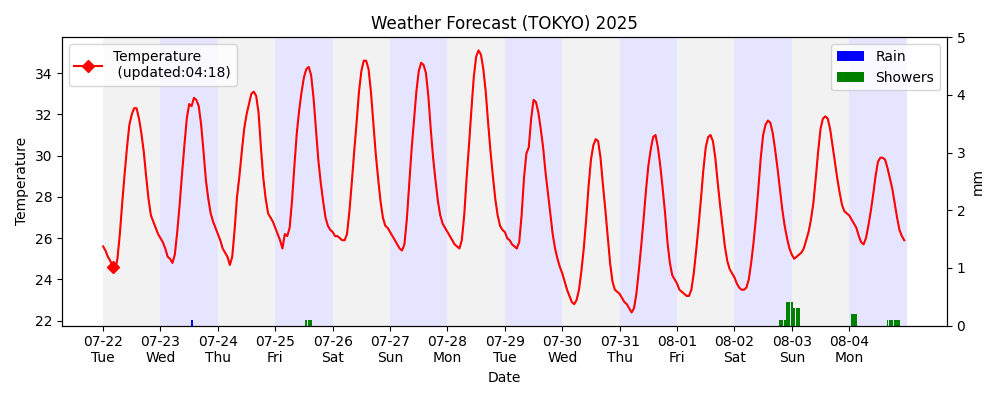 Weather Forecast (TOKYO) 2025
Temperature
(updated:04:18)
Rain
Showers
Temperature
34
32
30
28
26
24
22
5
4
3
2
1
0
mm
07-22 07-23 07-24 07-25 07-26 07-27 07-28 07-29 07-30 07-31 08-01 08-02 08-03 08-04
Tue Wed Thu Fri Sat Sun Mon Tue Wed Thu Fri Sat Sun Mon
Date